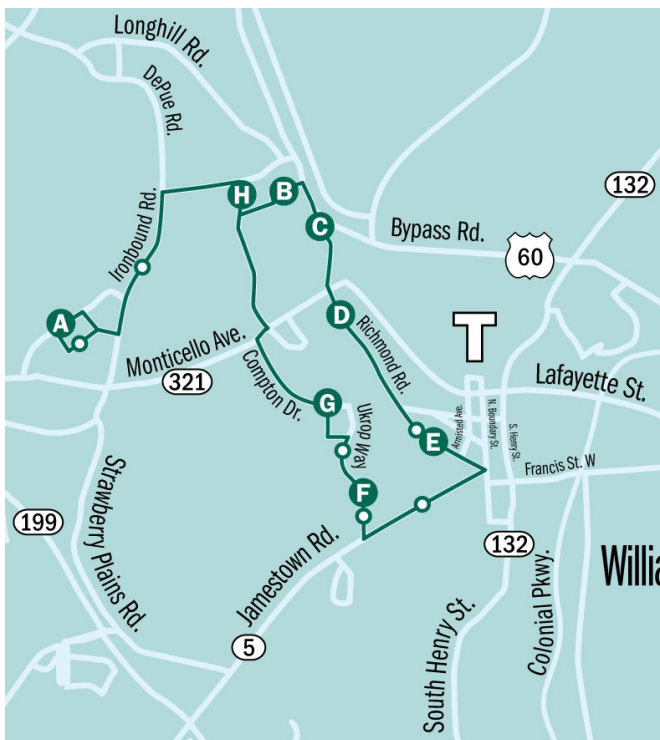 Longhill Rd.
DePue Rd.
132
H
B
Ironbound Rd.
C
Bypass Rd.
60
A
D
Richmond Rd.
T
Monticello Ave.
321
Compton Dr.
Lafayette St.
G
Ukrop Way
Armisted Ave.
N. Boundary St.
S. Henry St.
E
Francis St. W
F
199
Strawberry Plains Rd.
132
Jamestown Rd.
Willia
5
South Henry St.
Colonial Pkwy.